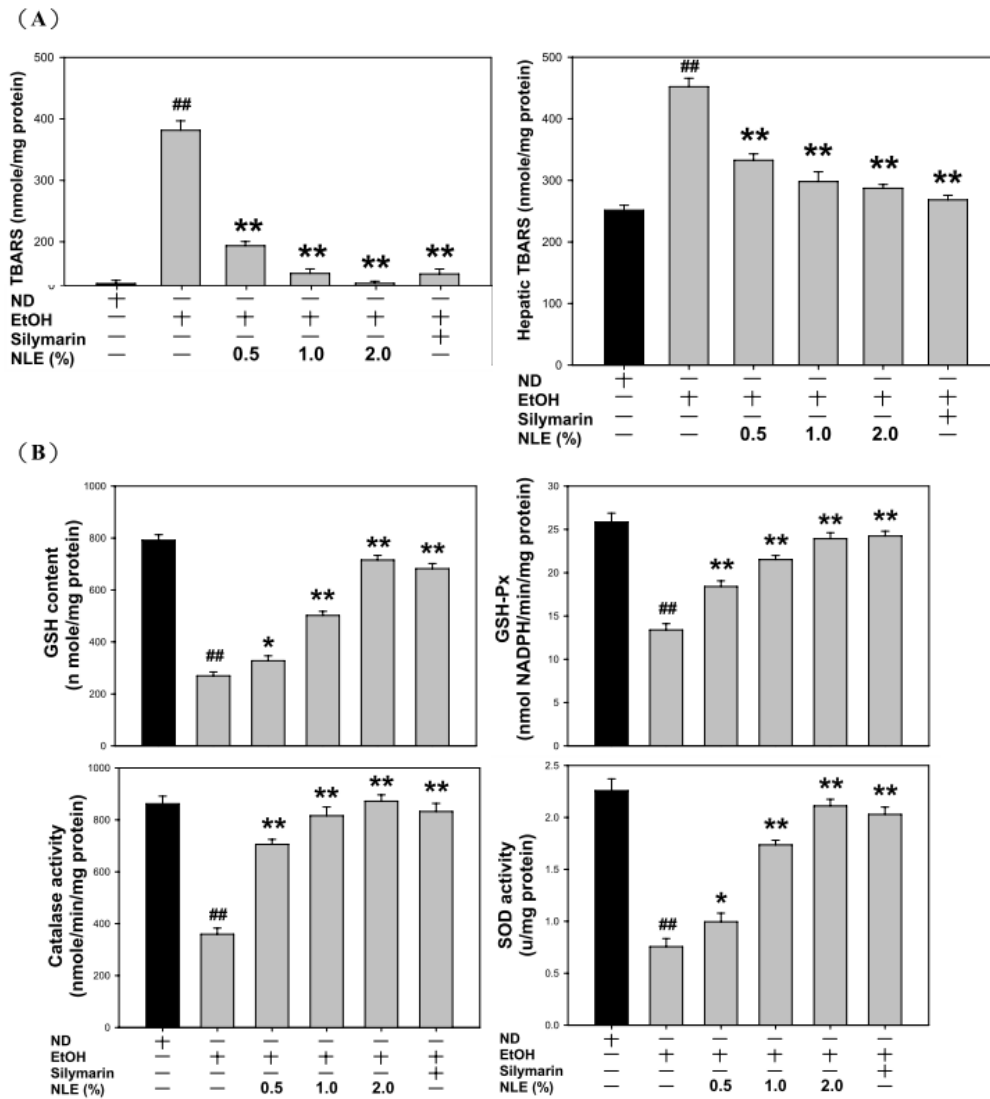 （A）
TBARS (nmole/mg protein)
500
400
300
200
##
**
**
**
**
ND + — — — — —
EtOH — + + + + +
Silymarin — — — — — +
NLE (%) — — 0.5 1.0 2.0 —
Hepatic TBARS (nmole/mg protein)
500
400
300
200
100
0
##
**
**
**
**
ND + — — — — —
EtOH — + + + + +
Silymarin — — — — — +
NLE (%) — — 0.5 1.0 2.0 —
（B）
GSH content
(n mole/mg protein)
1000
800
600
400
200
0
##
*
**
**
**
GSH-Px
(nmol NADPH/min/mg protein)
30
25
20
15
10
5
0
##
**
**
**
**
Catalase activity
(nmole/min/mg protein)
1000
800
600
400
200
0
##
**
**
**
**
ND + — — — — —
EtOH — + + + + +
Silymarin — — — — — +
NLE (%) — — 0.5 1.0 2.0 —
SOD activity
(u/mg protein)
2.5
2.0
1.5
1.0
0.5
0.0
##
*
**
**
**
ND + — — — — —
EtOH — + + + + +
Silymarin — — — — — +
NLE (%) — — 0.5 1.0 2.0 —